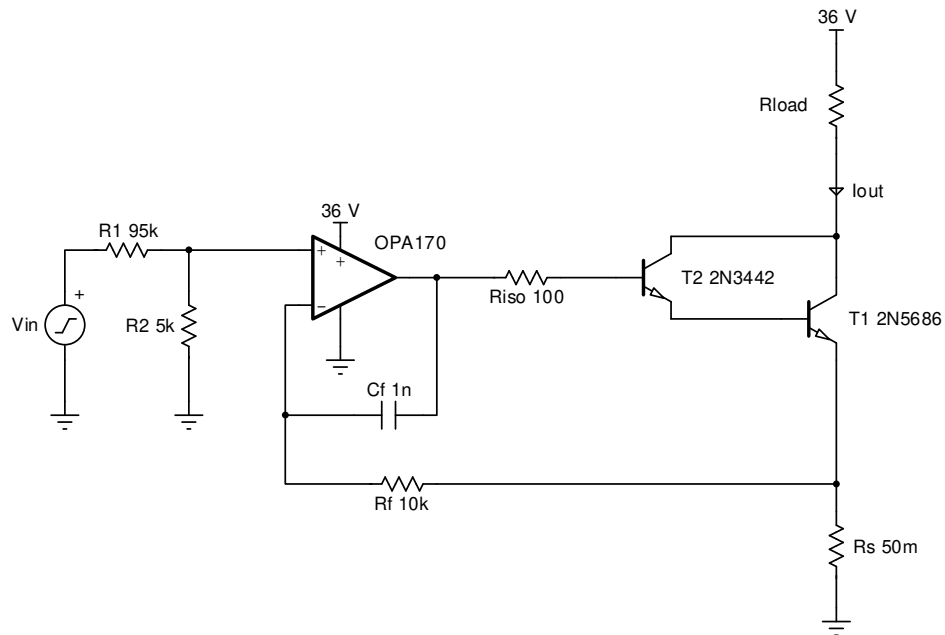 36 V
Rload
Iout
36 V
R1 95k
OPA170
+
+
+
−
Vin
R2 5k
Riso 100
T2 2N3442
T1 2N5686
Cf 1n
Rf 10k
Rs 50m